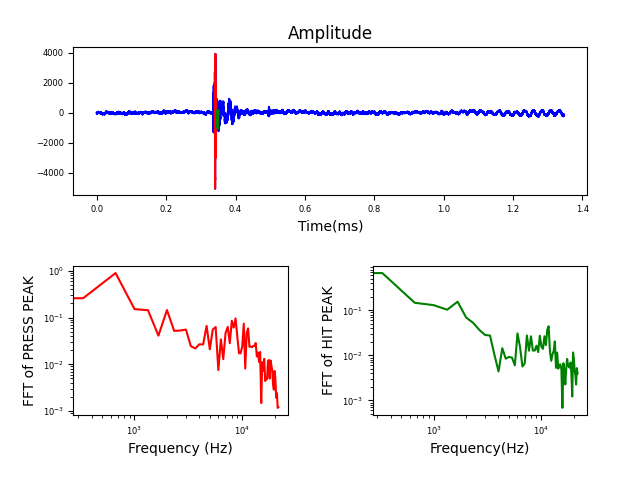 Amplitude
4000
2000
0
−2000
−4000
0.0 0.2 0.4 0.6 0.8 1.0 1.2 1.4
Time(ms)
FFT of PRESS PEAK
10⁰
10⁻¹
10⁻²
10⁻³
10³ 10⁴
Frequency (Hz)
FFT of HIT PEAK
10⁻¹
10⁻²
10⁻³
10³ 10⁴
Frequency(Hz)